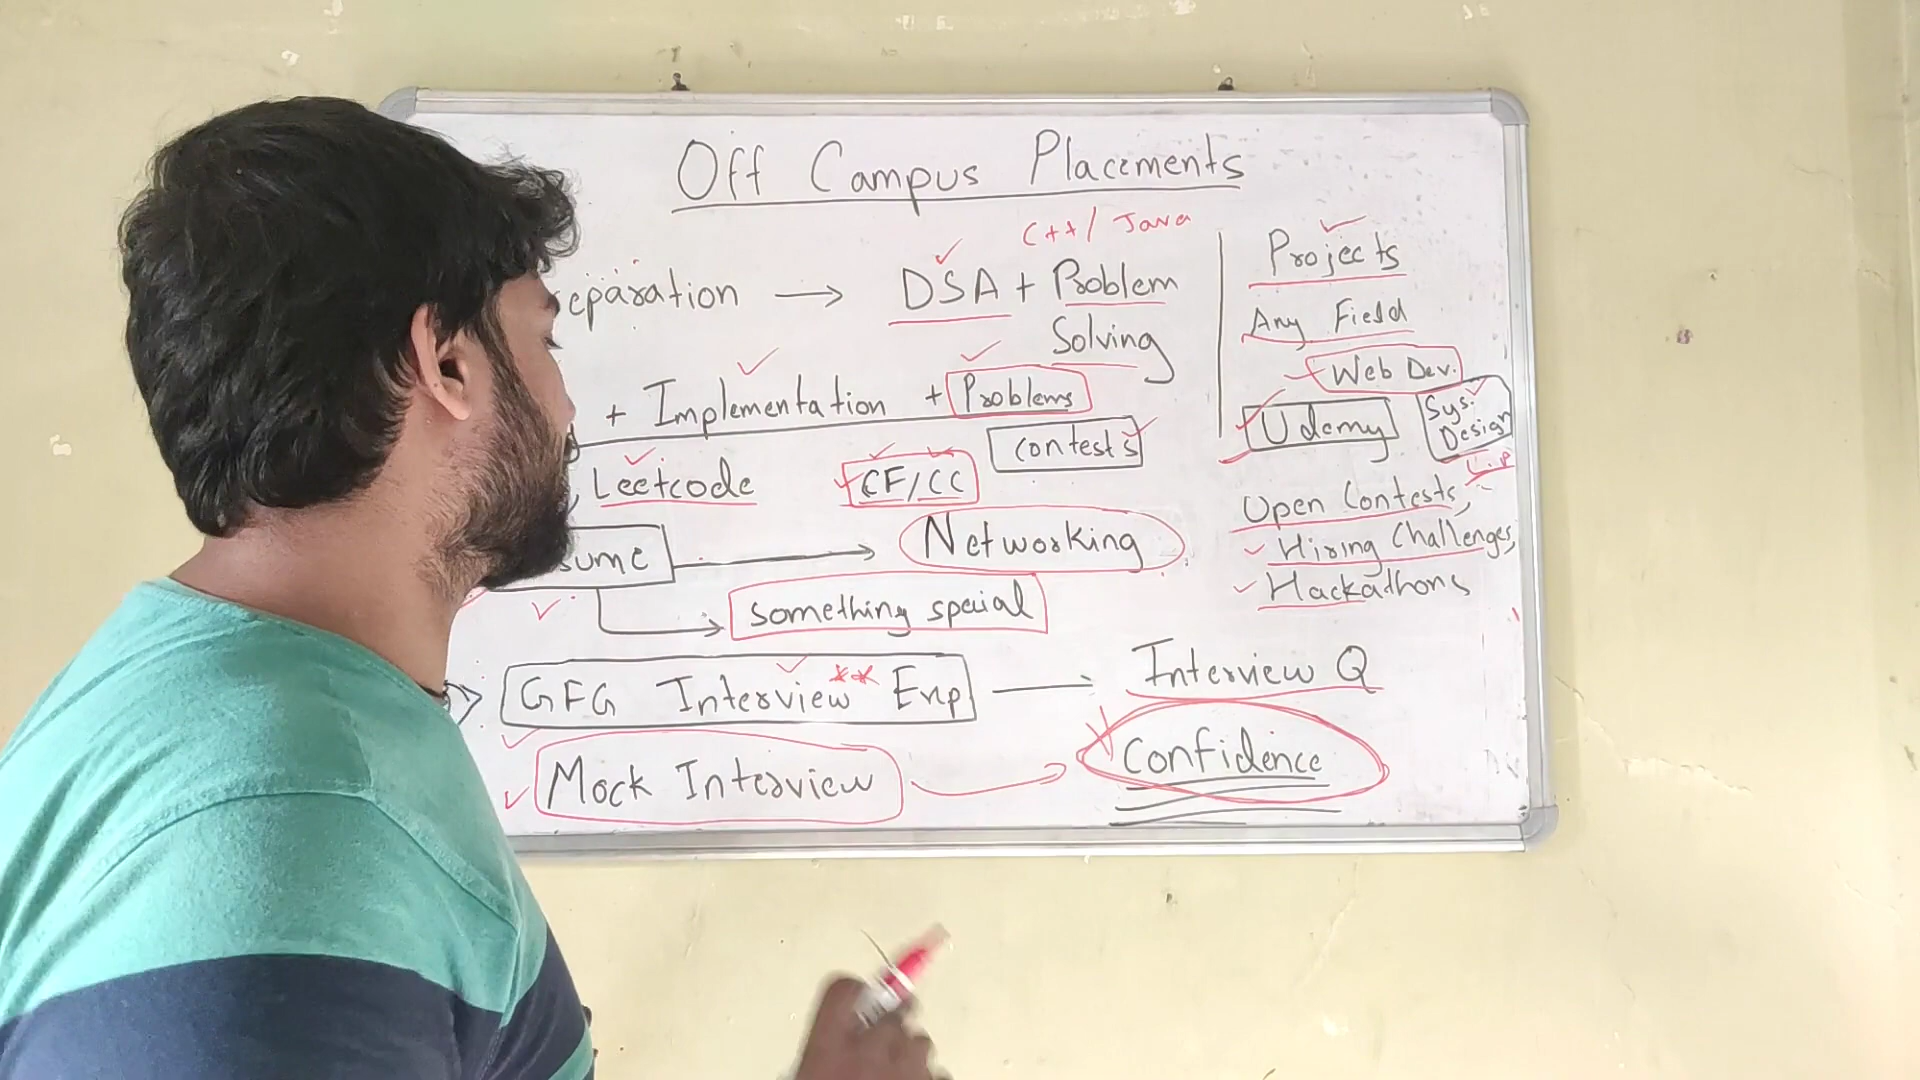 Off Campus Placements
C++/Java
eparation → DSA + Problem
Solving
+ Implementation + Problems
contests
, Leetcode CF/CC
sume → Networking
something special
GFG Interview ** Exp — Interview Q
Mock Interview → Confidence
Projects
Any Field
Web Dev.
Udemy
Sys.
Design
Open Contests,
Hiring Challenges,
Hackathons